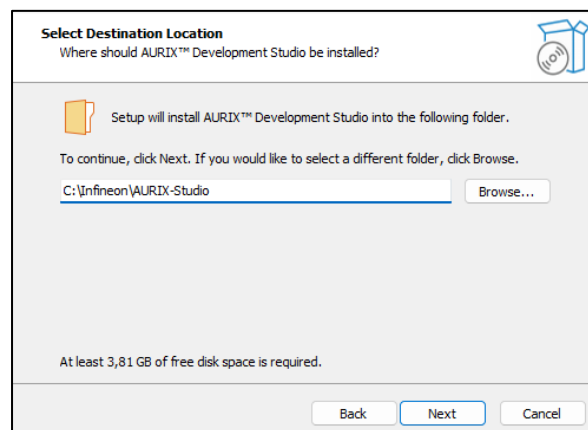 Select Destination Location
Where should AURIX™ Development Studio be installed?
Setup will install AURIX™ Development Studio into the following folder.
To continue, click Next. If you would like to select a different folder, click Browse.
C:\Infineon\AURIX-Studio
Browse...
At least 3,81 GB of free disk space is required.
Back
Next
Cancel